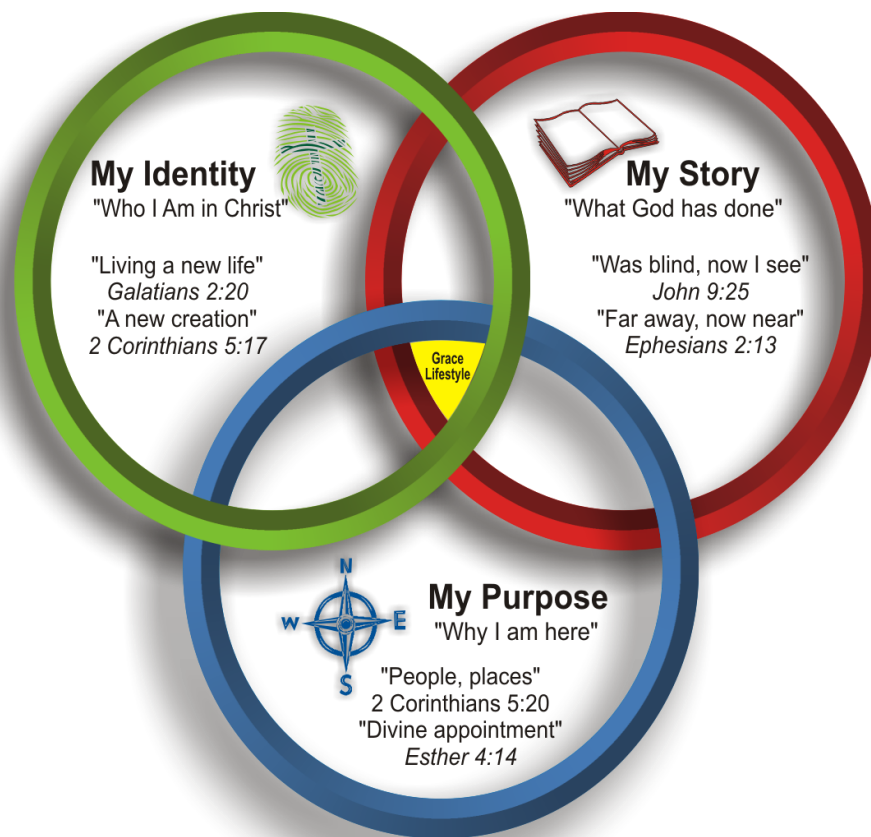 My Identity
"Who I Am in Christ"
"Living a new life"
Galatians 2:20
"A new creation"
2 Corinthians 5:17
My Story
"What God has done"
"Was blind, now I see"
John 9:25
"Far away, now near"
Ephesians 2:13
Grace
Lifestyle
N
W
E
S
My Purpose
"Why I am here"
"People, places"
2 Corinthians 5:20
"Divine appointment"
Esther 4:14